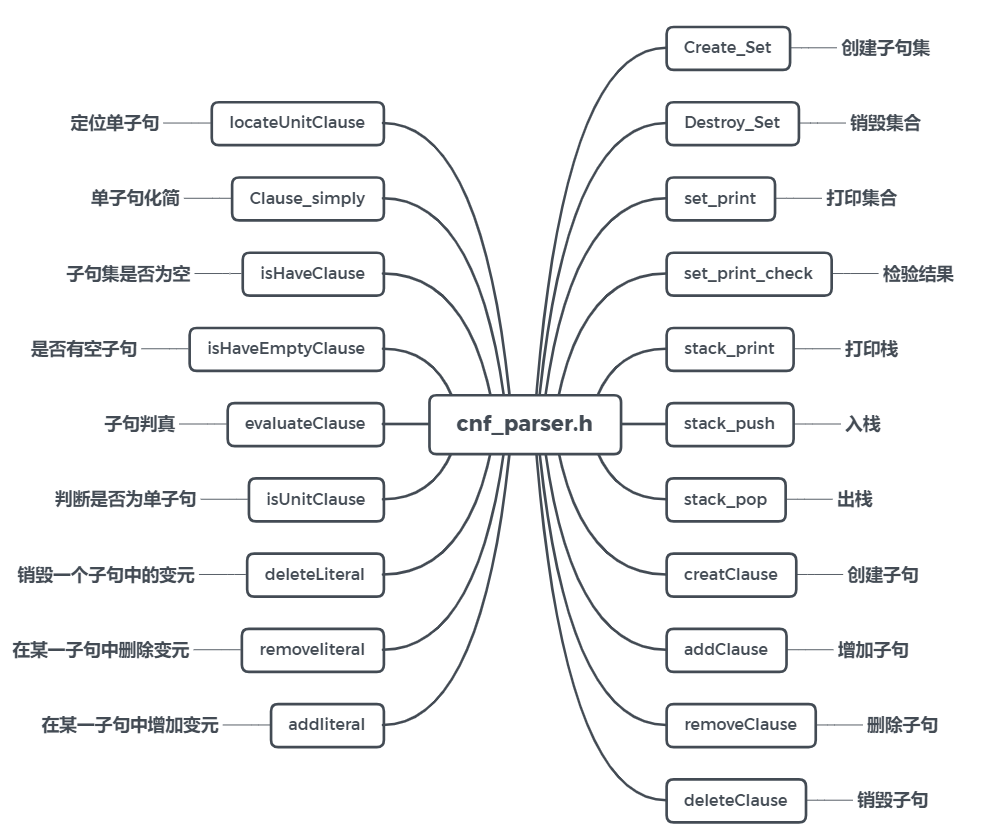 cnf_parser.h
Create_Set
创建子句集
Destroy_Set
销毁集合
set_print
打印集合
set_print_check
检验结果
stack_print
打印栈
stack_push
入栈
stack_pop
出栈
creatClause
创建子句
addClause
增加子句
removeClause
删除子句
deleteClause
销毁子句
定位单子句
locateUnitClause
单子句化简
Clause_simply
子句集是否为空
isHaveClause
是否有空子句
isHaveEmptyClause
子句判真
evaluateClause
判断是否为单子句
isUnitClause
销毁一个子句中的变元
deleteLiteral
在某一子句中删除变元
removeliteral
在某一子句中增加变元
addliteral